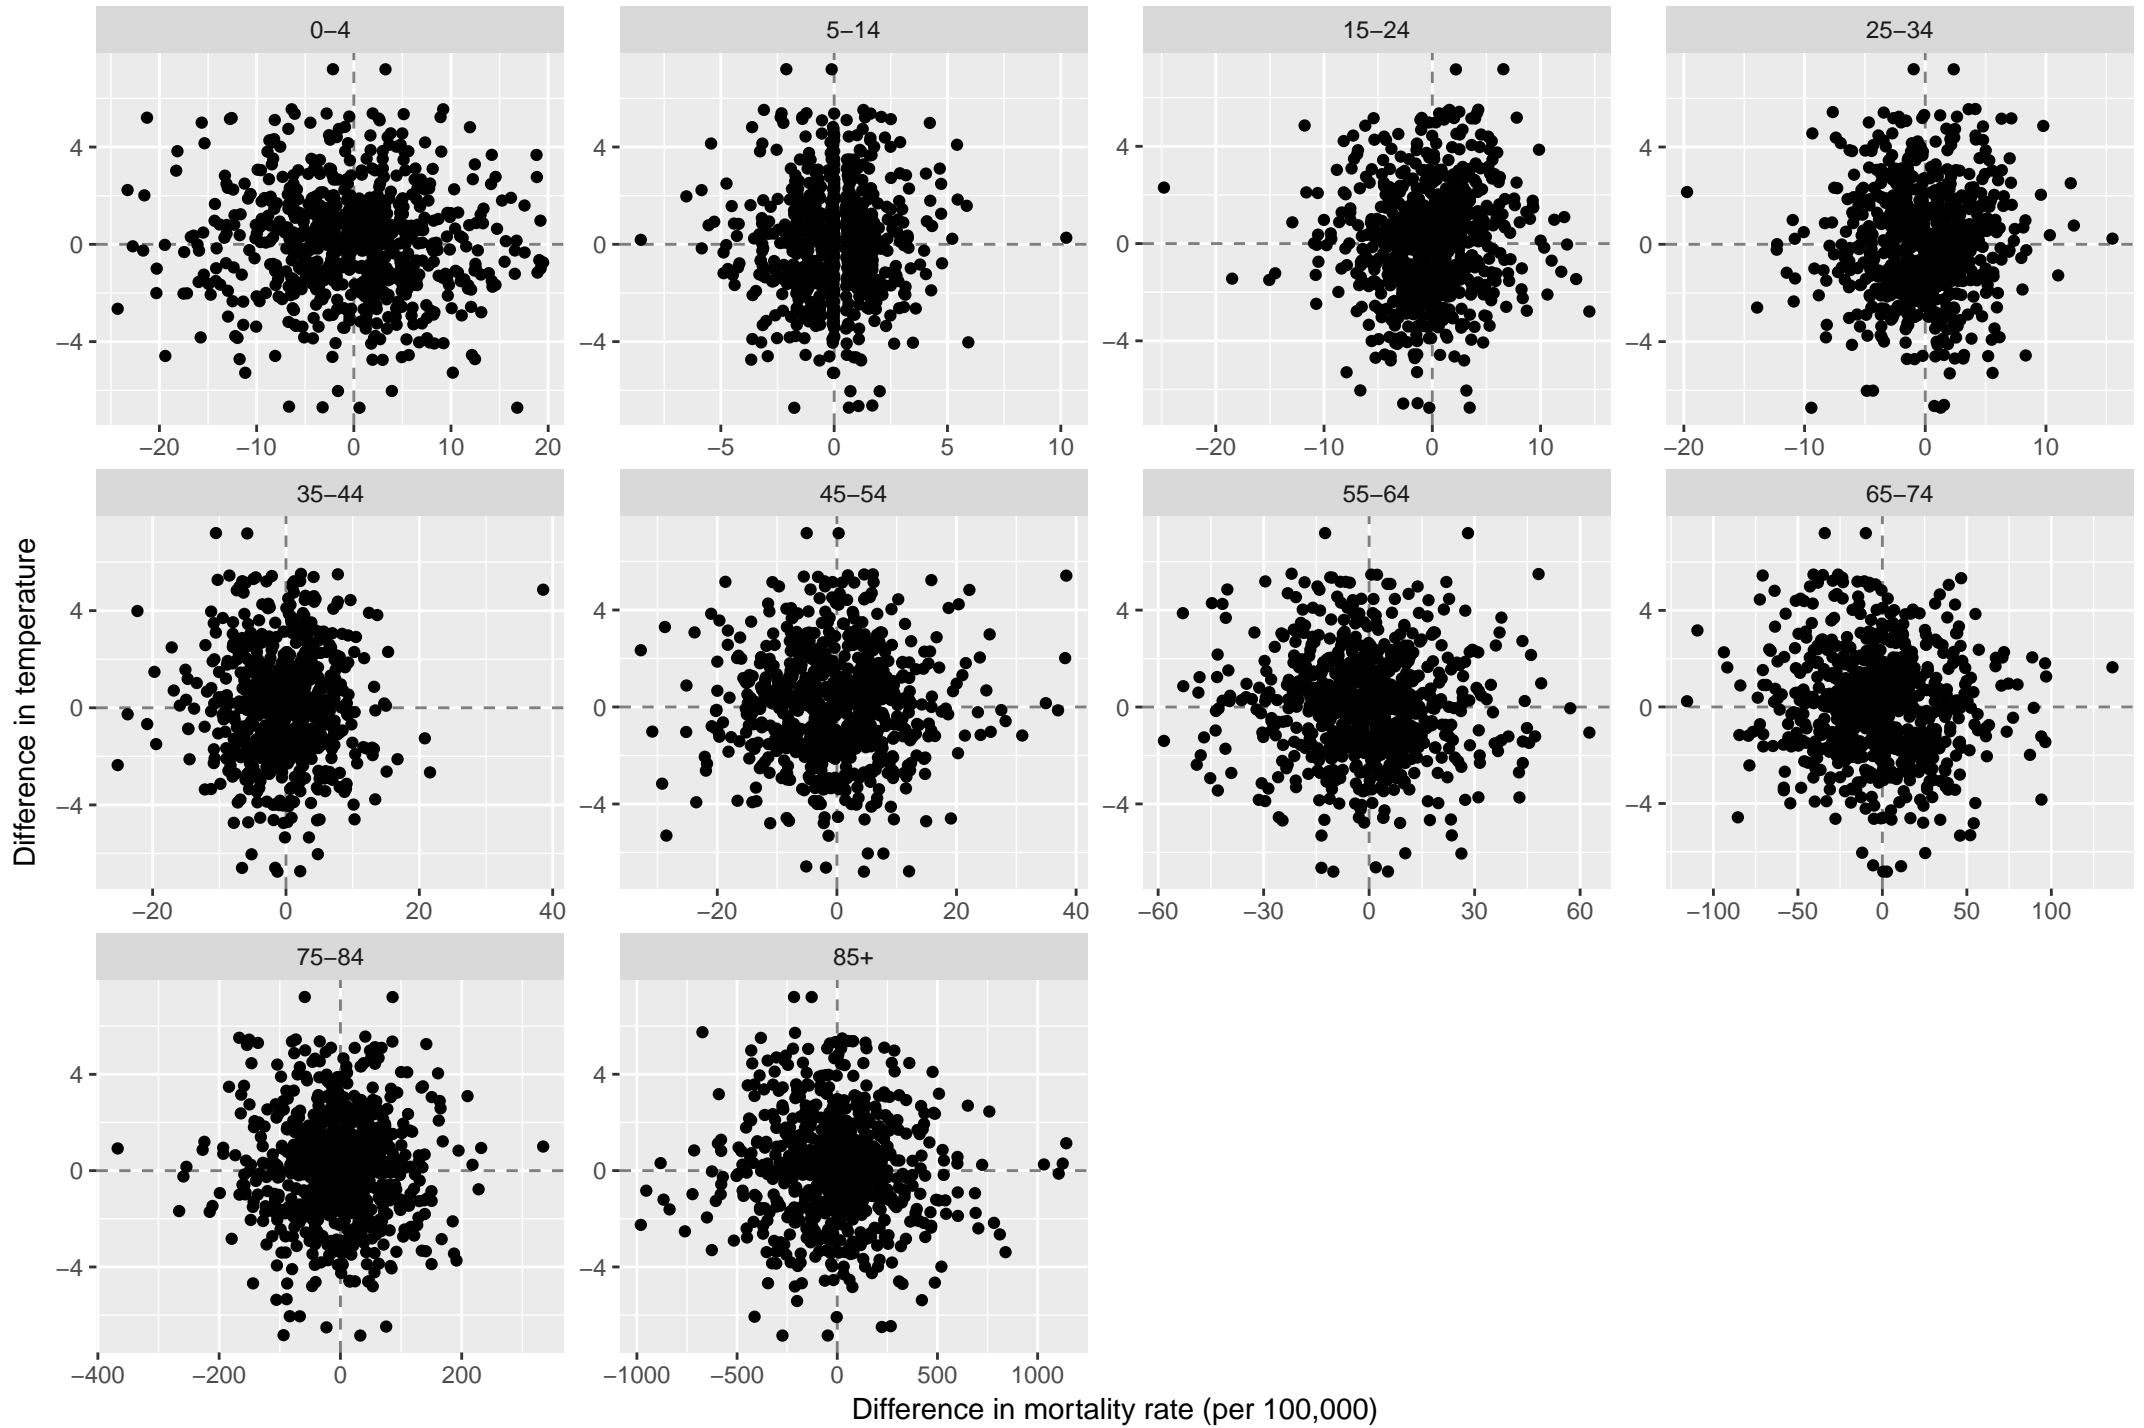 0−4 5−14 15−24 25−34
4 4 4 4
0 0 0 0
−4 −4 −4 −4
−20 −10 0 10 20 −5 0 5 10 −20 −10 0 10 −20 −10 0 10
35−44 45−54 55−64 65−74
4 4 4 4
0 0 0 0
−4 −4 −4 −4
−20 0 20 40 −20 0 20 40 −60 −30 0 30 60 −100 −50 0 50 100
75−84 85+
4 4
0 0
−4 −4
−400 −200 0 200 −1000 −500 0 500 1000
Difference in temperature
Difference in mortality rate (per 100,000)